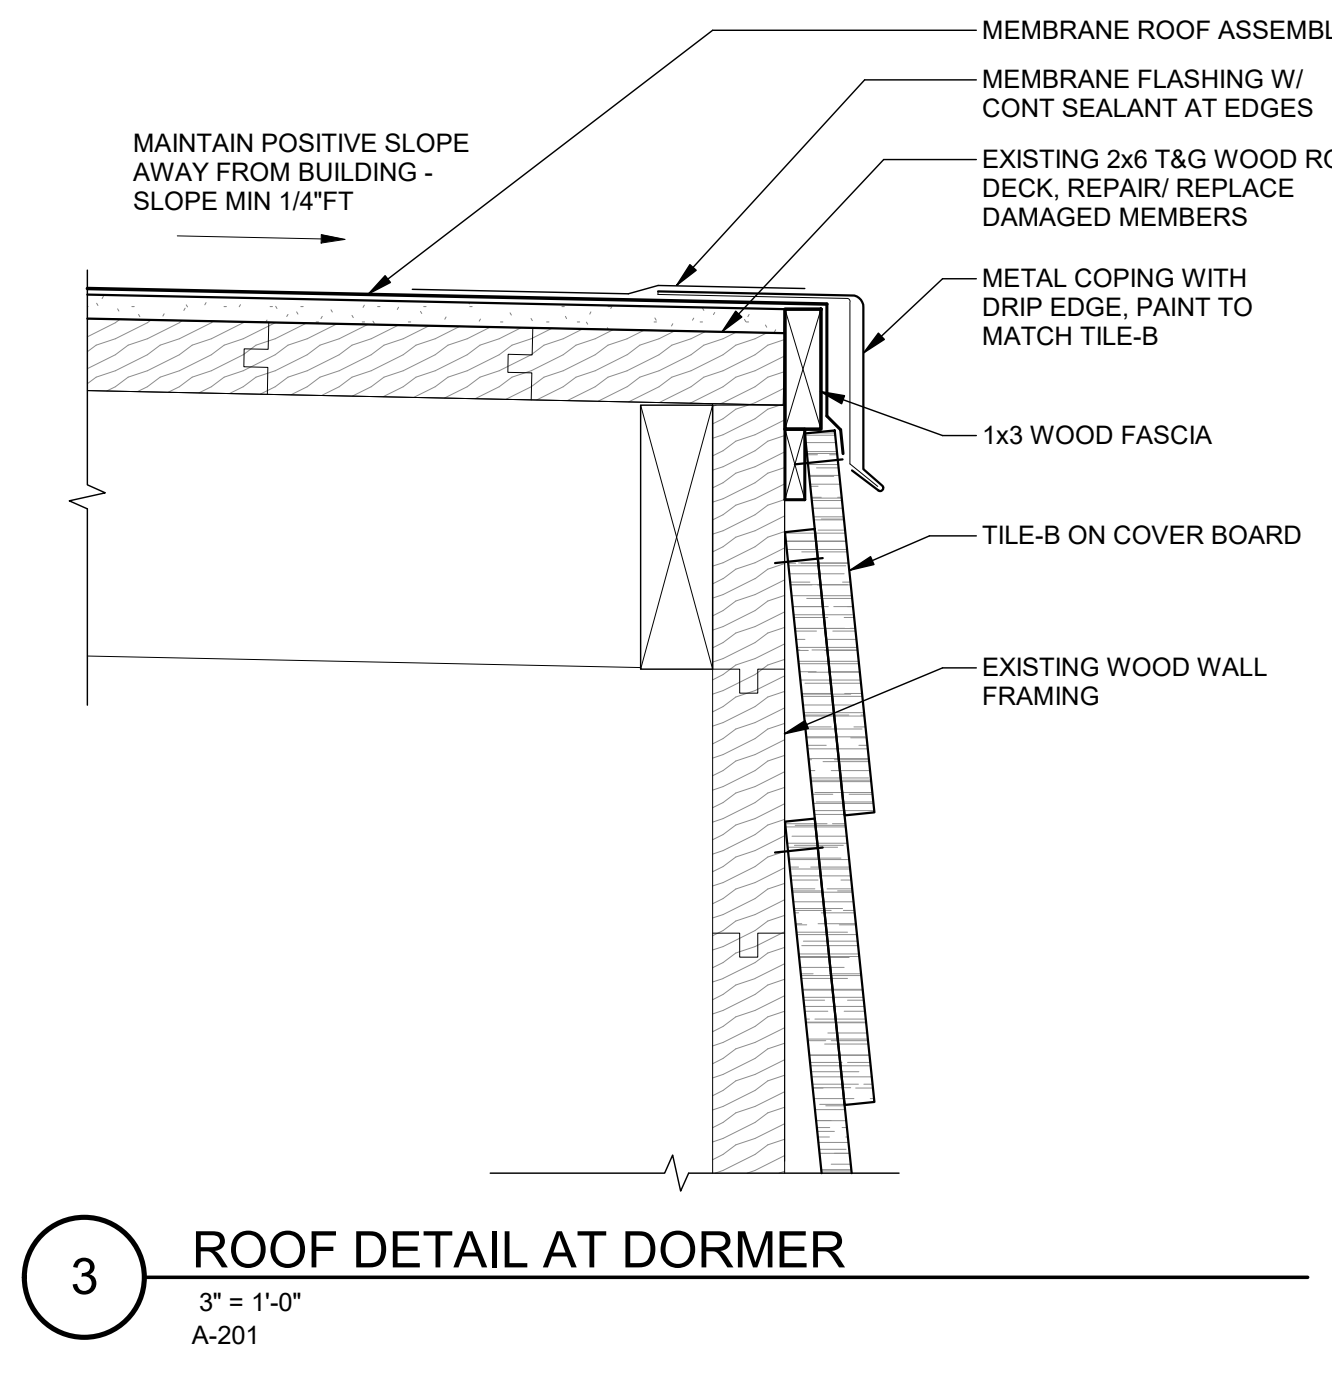 MEMBRANE ROOF ASSEMBL
MEMBRANE FLASHING W/
CONT SEALANT AT EDGES
MAINTAIN POSITIVE SLOPE
AWAY FROM BUILDING -
SLOPE MIN 1/4"FT
EXISTING 2x6 T&G WOOD RO
DECK, REPAIR/ REPLACE
DAMAGED MEMBERS
METAL COPING WITH
DRIP EDGE, PAINT TO
MATCH TILE-B
1x3 WOOD FASCIA
TILE-B ON COVER BOARD
EXISTING WOOD WALL
FRAMING
3
ROOF DETAIL AT DORMER
3" = 1'-0"
A-201